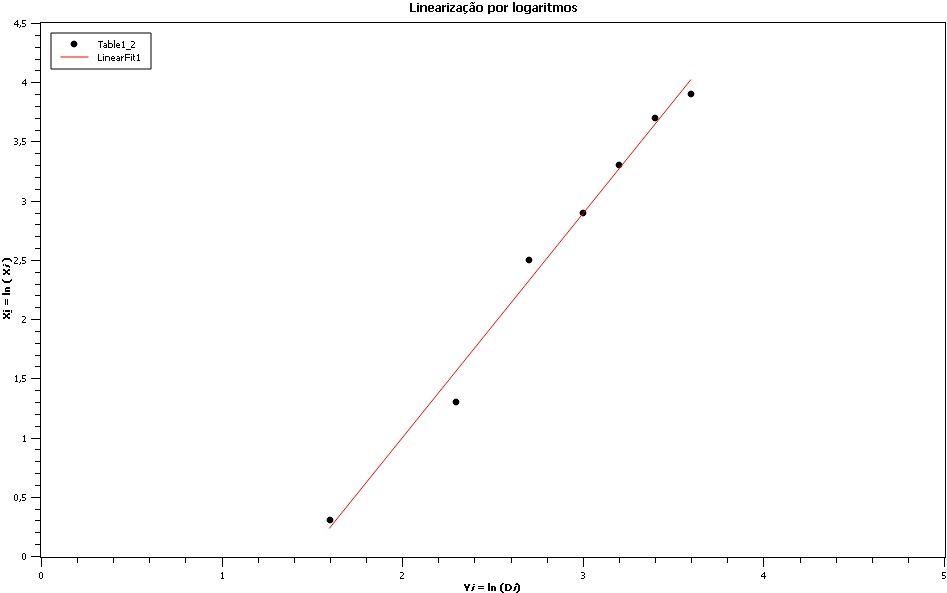 Linearização por logaritmos
Table1_2
LinearFit1
4,5
4
3,5
3
2,5
2
1,5
1
0,5
0
Xi = ln ( Xi )
0 1 2 3 4 5
Yi = ln (Di)